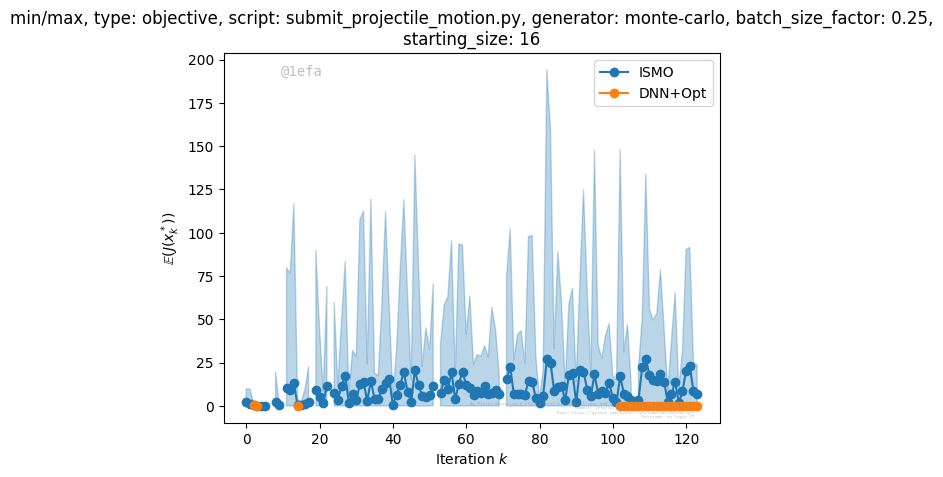 min/max, type: objective, script: submit_projectile_motion.py, generator: monte-carlo, batch_size_factor: 0.25,
starting_size: 16
@1efa
ISMO
DNN+Opt
200
175
150
125
100
75
50
25
0
𝔼(J(x*_k))
0 20 40 60 80 100 120
Iteration k